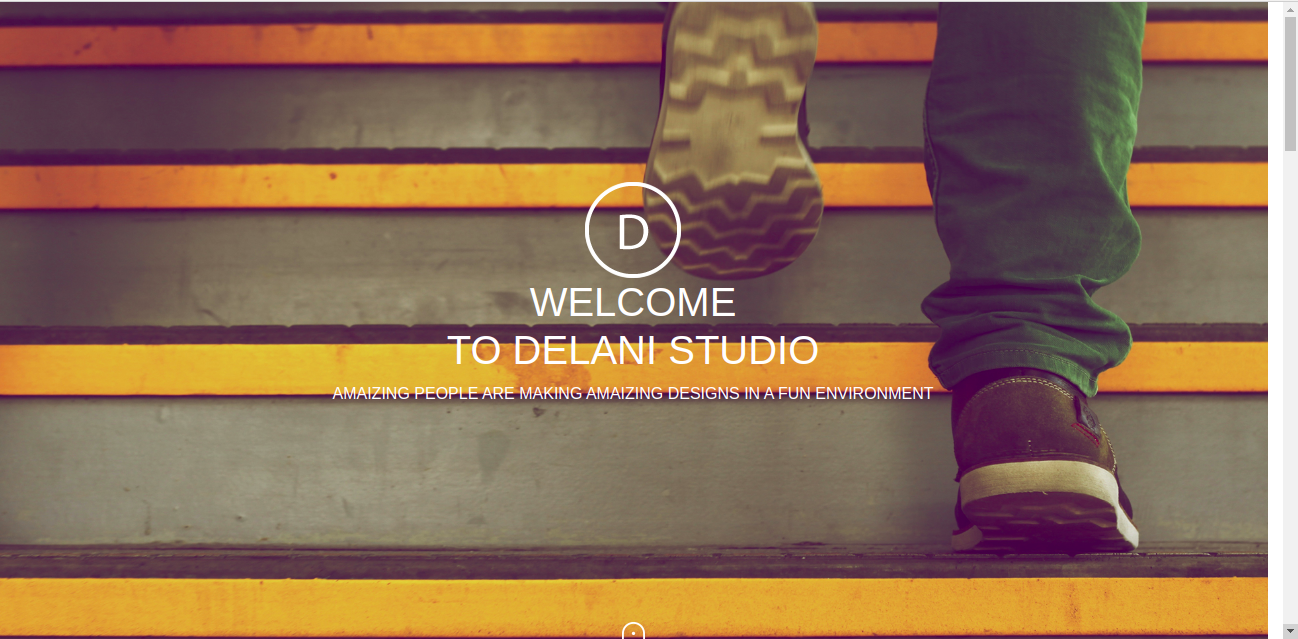 D
WELCOME
TO DELANI STUDIO
AMAIZING PEOPLE ARE MAKING AMAIZING DESIGNS IN A FUN ENVIRONMENT